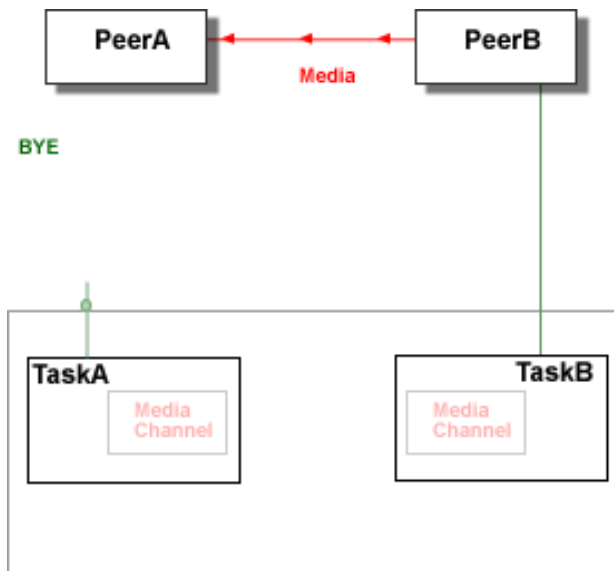 PeerA
PeerB
Media
BYE
TaskA
TaskB
Media
Channel
Media
Channel